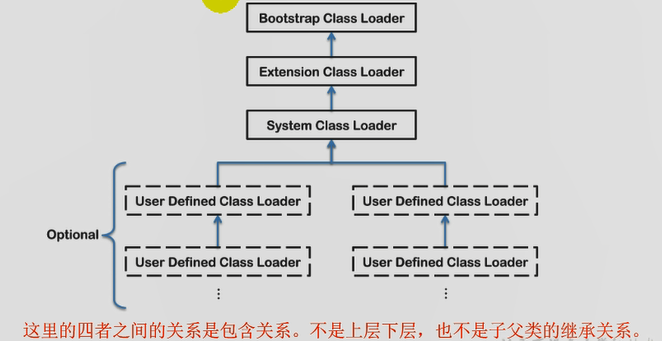 Bootstrap Class Loader
Extension Class Loader
System Class Loader
User Defined Class Loader User Defined Class Loader
Optional
User Defined Class Loader User Defined Class Loader
这里的四者之间的关系是包含关系。不是上层下层，也不是子父类的继承关系。